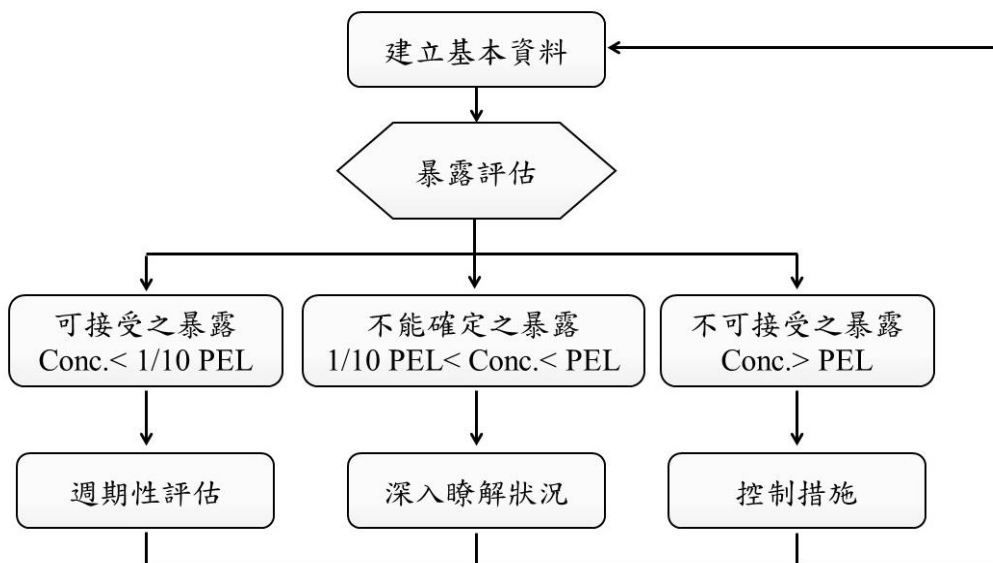 建立基本資料
暴露評估
可接受之暴露
Conc.< 1/10 PEL
不能確定之暴露
1/10 PEL< Conc.< PEL
不可接受之暴露
Conc.> PEL
週期性評估
深入瞭解狀況
控制措施